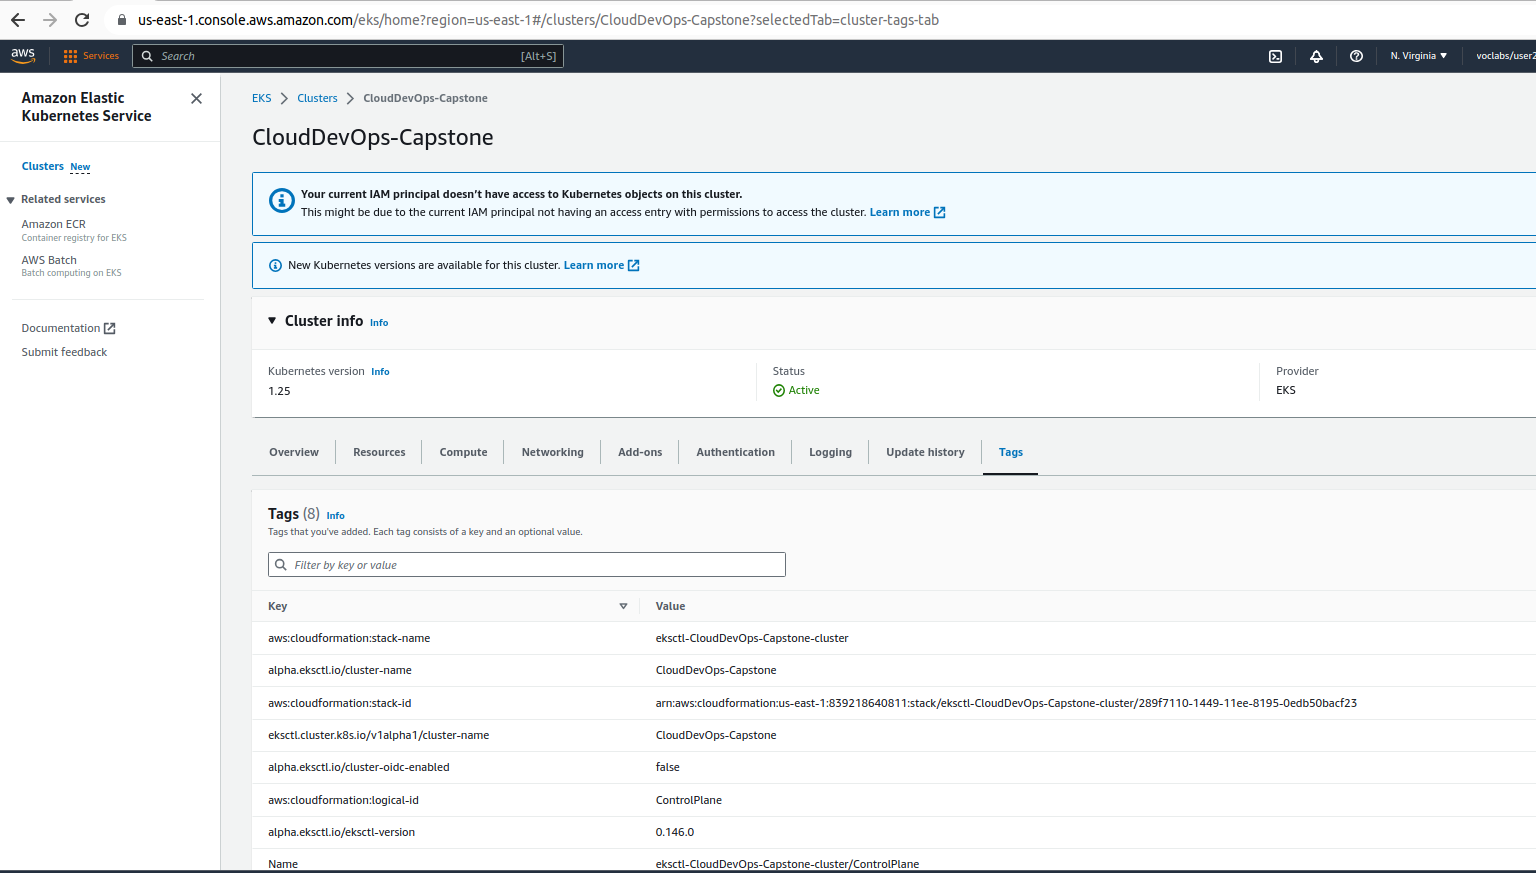 us-east-1.console.aws.amazon.com/eks/home?region=us-east-1#/clusters/CloudDevOps-Capstone?selectedTab=cluster-tags-tab
aws Services Search [Alt+S] N. Virginia voclabs/user2
Amazon Elastic
Kubernetes Service
Clusters New
Related services
Amazon ECR
Container registry for EKS
AWS Batch
Batch computing on EKS
Documentation
Submit feedback
EKS Clusters CloudDevOps-Capstone
CloudDevOps-Capstone
Your current IAM principal doesn't have access to Kubernetes objects on this cluster.
This might be due to the current IAM principal not having an access entry with permissions to access the cluster. Learn more
New Kubernetes versions are available for this cluster. Learn more
Cluster info Info
Kubernetes version Info
1.25
Status
Active
Provider
EKS
Overview Resources Compute Networking Add-ons Authentication Logging Update history Tags
Tags (8) Info
Tags that you've added. Each tag consists of a key and an optional value.
Filter by key or value
Key Value
aws:cloudformation:stack-name eksctl-CloudDevOps-Capstone-cluster
alpha.eksctl.io/cluster-name CloudDevOps-Capstone
aws:cloudformation:stack-id arn:aws:cloudformation:us-east-1:839218640811:stack/eksctl-CloudDevOps-Capstone-cluster/289f7110-1449-11ee-8195-0edb50bacf23
eksctl.cluster.k8s.io/v1alpha1/cluster-name CloudDevOps-Capstone
alpha.eksctl.io/cluster-oidc-enabled false
aws:cloudformation:logical-id ControlPlane
alpha.eksctl.io/eksctl-version 0.146.0
Name eksctl-CloudDevOps-Capstone-cluster/ControlPlane